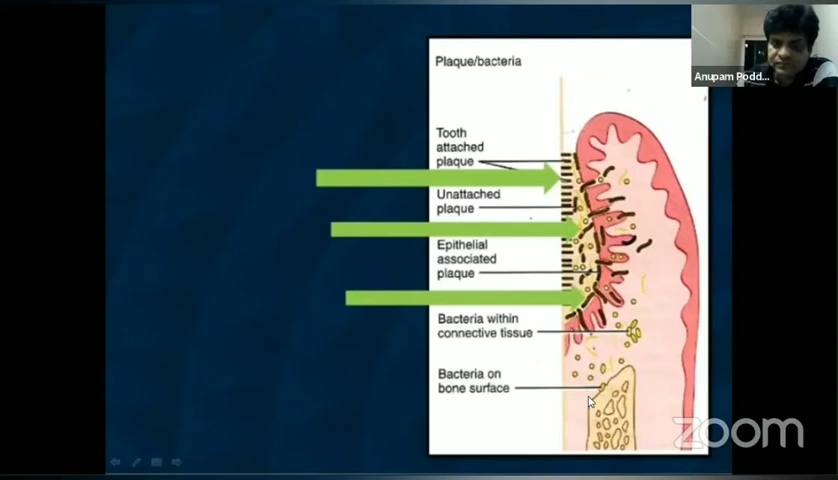 Plaque/bacteria
Tooth
attached
plaque
Unattached
plaque
Epithelial
associated
plaque
Bacteria within
connective tissue
Bacteria on
bone surface
Anupam Podd...
zoom